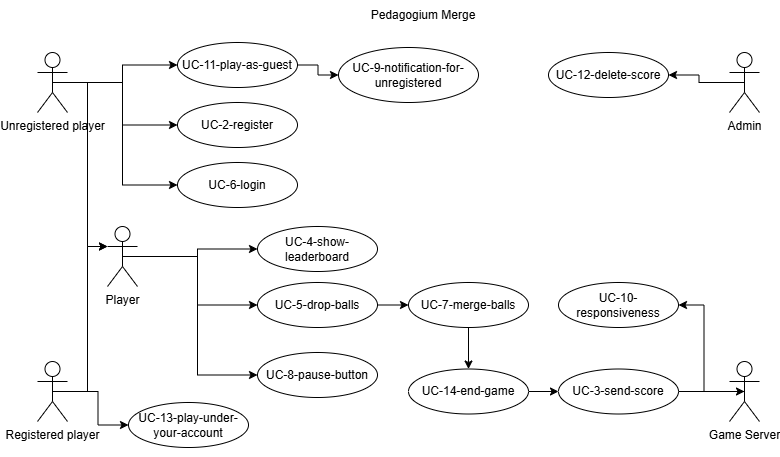 Pedagogium Merge
UC-11-play-as-guest
UC-9-notification-for-
unregistered
UC-12-delete-score
Unregistered player
UC-2-register
Admin
UC-6-login
UC-4-show-
leaderboard
Player
UC-5-drop-balls
UC-7-merge-balls
UC-10-
responsiveness
UC-8-pause-button
UC-14-end-game
UC-3-send-score
Registered player
UC-13-play-under-
your-account
Game Server